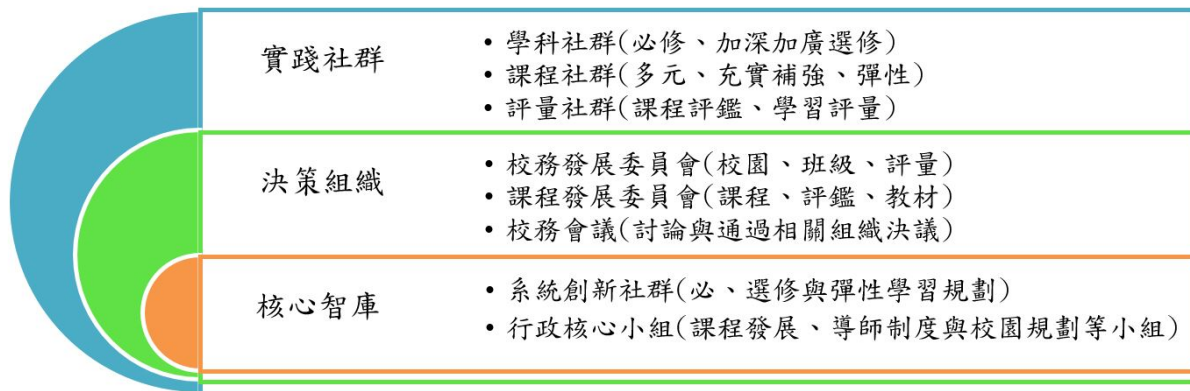 實踐社群
• 學科社群(必修、加深加廣選修)
• 課程社群(多元、充實補強、彈性)
• 評量社群(課程評鑑、學習評量)
決策組織
• 校務發展委員會(校園、班級、評量)
• 課程發展委員會(課程、評鑑、教材)
• 校務會議(討論與通過相關組織決議)
核心智庫
• 系統創新社群(必、選修與彈性學習規劃)
• 行政核心小組(課程發展、導師制度與校園規劃等小組)